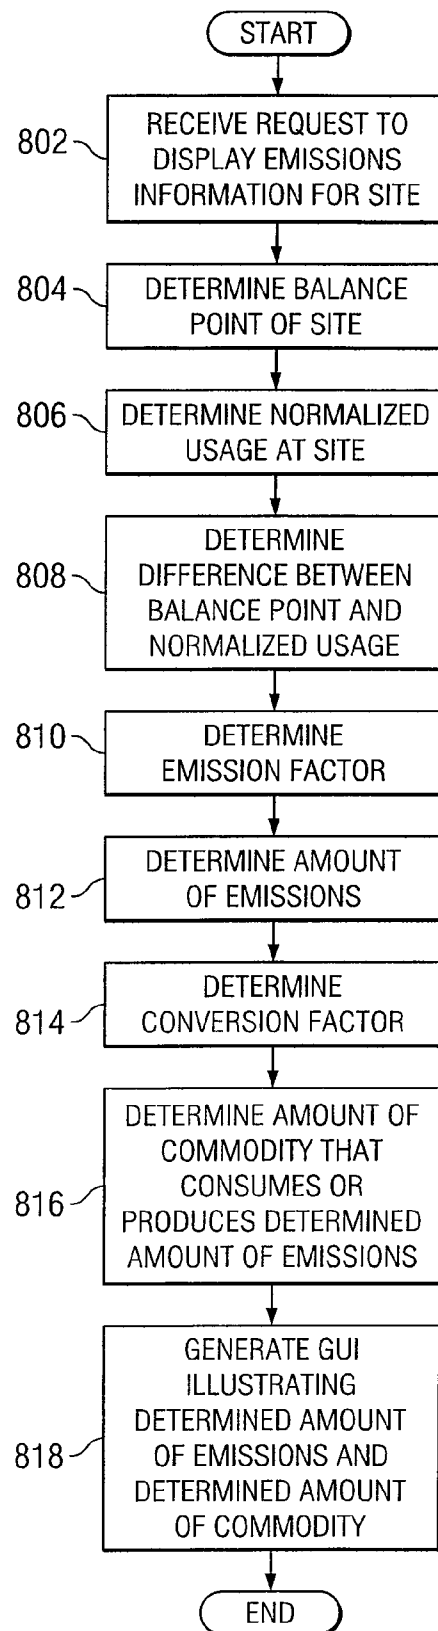 START
802
RECEIVE REQUEST TO
DISPLAY EMISSIONS
INFORMATION FOR SITE
804
DETERMINE BALANCE
POINT OF SITE
806
DETERMINE NORMALIZED
USAGE AT SITE
808
DETERMINE
DIFFERENCE BETWEEN
BALANCE POINT AND
NORMALIZED USAGE
810
DETERMINE
EMISSION FACTOR
812
DETERMINE AMOUNT
OF EMISSIONS
814
DETERMINE
CONVERSION FACTOR
816
DETERMINE AMOUNT OF
COMMODITY THAT
CONSUMES OR
PRODUCES DETERMINED
AMOUNT OF EMISSIONS
818
GENERATE GUI
ILLUSTRATING
DETERMINED AMOUNT
OF EMISSIONS AND
DETERMINED AMOUNT
OF COMMODITY
END